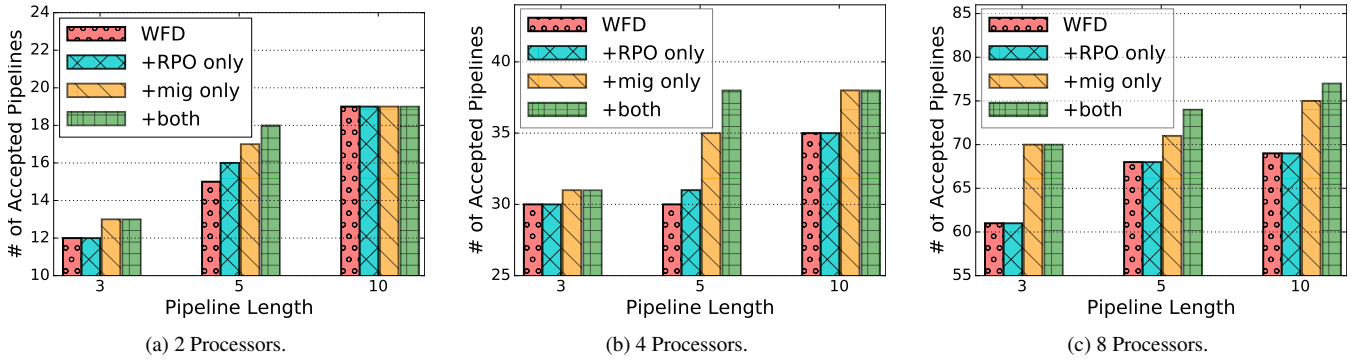 # of Accepted Pipelines
24
22
20
18
16
14
12
10
WFD
+RPO only
+mig only
+both
3 5 10
Pipeline Length
(a) 2 Processors.
# of Accepted Pipelines
40
35
30
25
WFD
+RPO only
+mig only
+both
3 5 10
Pipeline Length
(b) 4 Processors.
# of Accepted Pipelines
85
80
75
70
65
60
55
WFD
+RPO only
+mig only
+both
3 5 10
Pipeline Length
(c) 8 Processors.